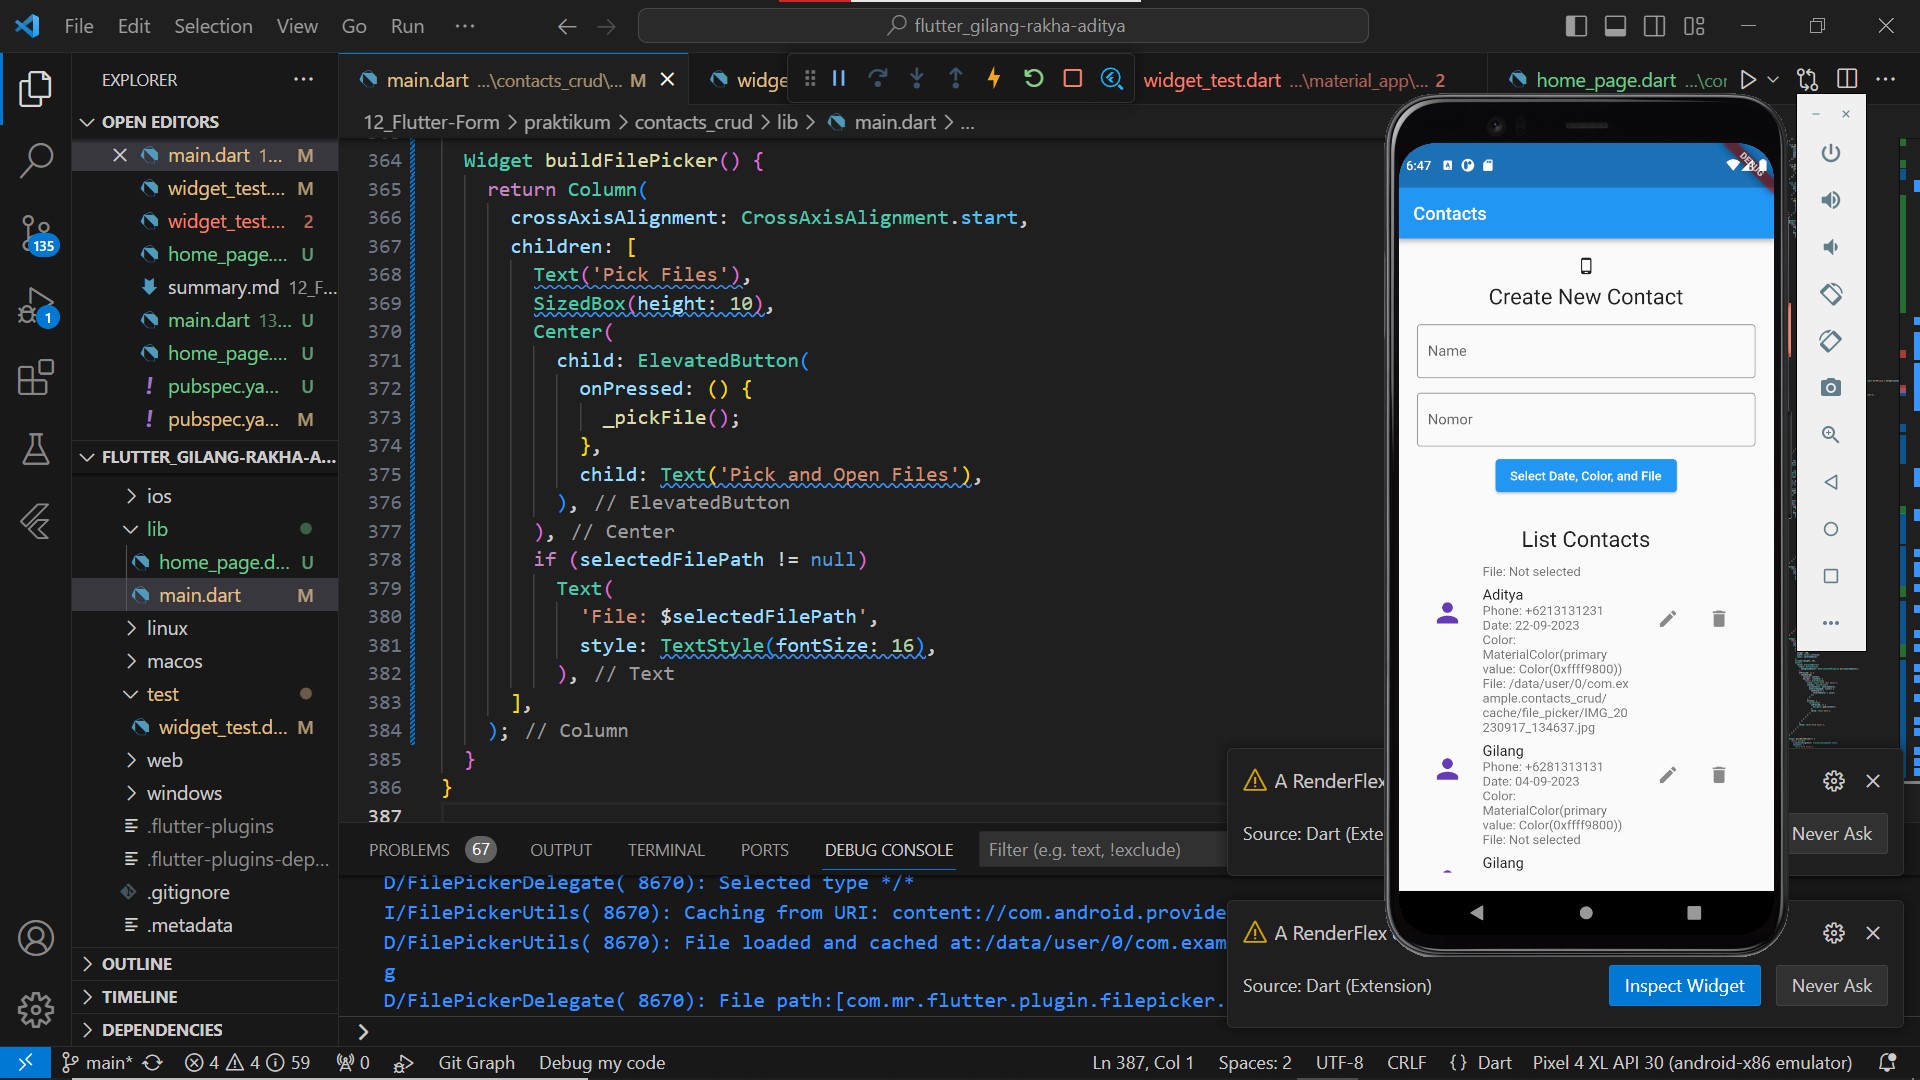 File Edit Selection View Go Run
flutter_gilang-rakha-aditya
EXPLORER
OPEN EDITORS
main.dart 1... M
widget_test.... M
widget_test.... 2
home_page.... U
summary.md 12_F...
main.dart 13... U
home_page.... U
pubspec.ya... U
pubspec.ya... M
135
1
FLUTTER_GILANG-RAKHA-A...
ios
lib
home_page.d... U
main.dart M
linux
macos
test
widget_test.d... M
web
windows
.flutter-plugins
.flutter-plugins-dep...
.gitignore
.metadata
OUTLINE
TIMELINE
DEPENDENCIES
main.dart ...\contacts_crud\... M
widge
widget_test.dart ...\material_app\... 2
home_page.dart ...\cor
12_Flutter-Form > praktikum > contacts_crud > lib > main.dart > ...
364 Widget buildFilePicker() {
365 return Column(
366 crossAxisAlignment: CrossAxisAlignment.start,
367 children: [
368 Text('Pick Files'),
369 SizedBox(height: 10),
370 Center(
371 child: ElevatedButton(
372 onPressed: () {
373 _pickFile();
374 },
375 child: Text('Pick and Open Files'),
376 ), // ElevatedButton
377 ), // Center
378 if (selectedFilePath != null)
379 Text(
380 'File: $selectedFilePath',
381 style: TextStyle(fontSize: 16),
382 ), // Text
383 ],
384 ); // Column
385 }
386 }
387
PROBLEMS 67 OUTPUT TERMINAL PORTS DEBUG CONSOLE Filter (e.g. text, !exclude)
D/FilePickerDelegate( 8670): Selected type */*
I/FilePickerUtils( 8670): Caching from URI: content://com.android.provide
D/FilePickerUtils( 8670): File loaded and cached at:/data/user/0/com.exam
g
D/FilePickerDelegate( 8670): File path:[com.mr.flutter.plugin.filepicker.
6:47
DEBUG
Contacts
Create New Contact
Name
Nomor
Select Date, Color, and File
List Contacts
File: Not selected
Aditya
Phone: +6213131231
Date: 22-09-2023
Color:
MaterialColor(primary
value: Color(0xffff9800))
File: /data/user/0/com.ex
ample.contacts_crud/
cache/file_picker/IMG_20
230917_134637.jpg
Gilang
Phone: +6281313131
Date: 04-09-2023
Color:
MaterialColor(primary
value: Color(0xffff9800))
File: Not selected
Gilang
A RenderFlex
Source: Dart (Exte
Never Ask
A RenderFlex
Source: Dart (Extension)
Inspect Widget
Never Ask
main* 4 4 59 0 Git Graph Debug my code
Ln 387, Col 1 Spaces: 2 UTF-8 CRLF {} Dart Pixel 4 XL API 30 (android-x86 emulator)